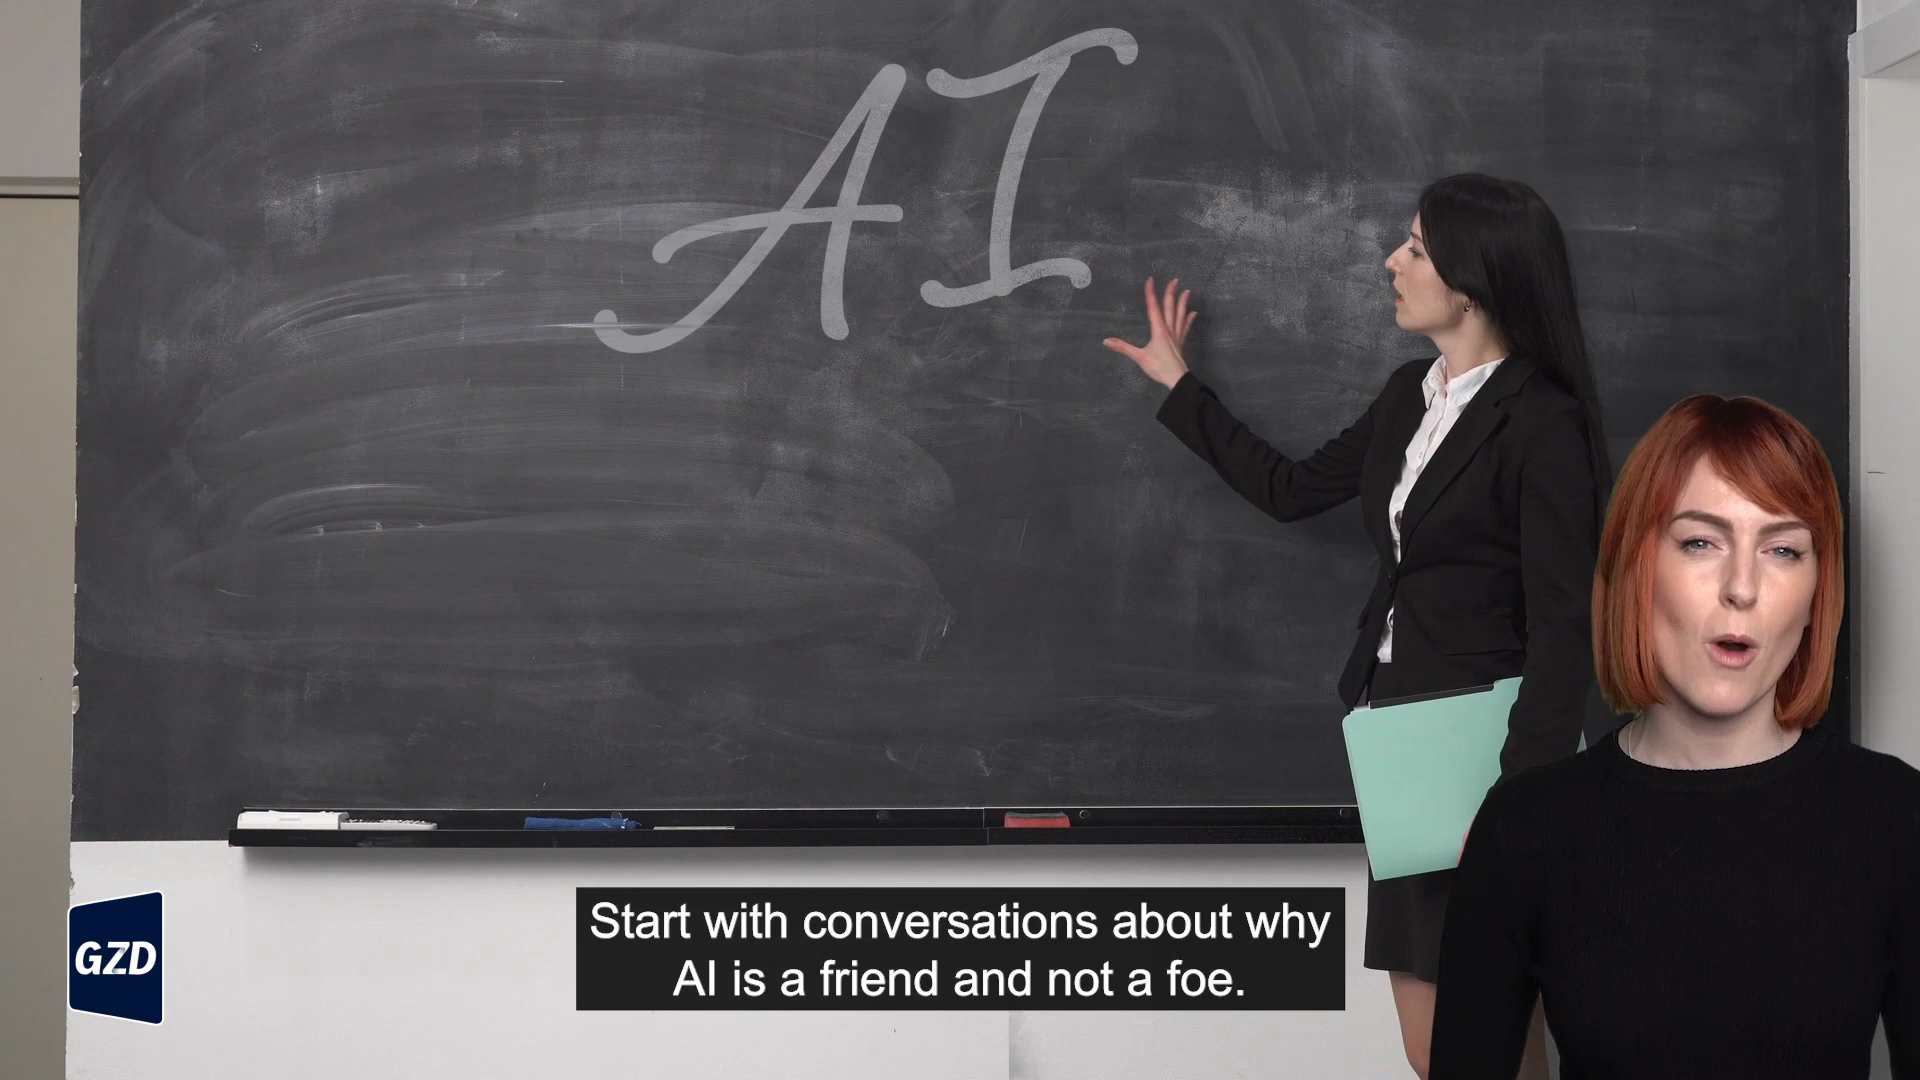 AI
GZD
Start with conversations about why
AI is a friend and not a foe.